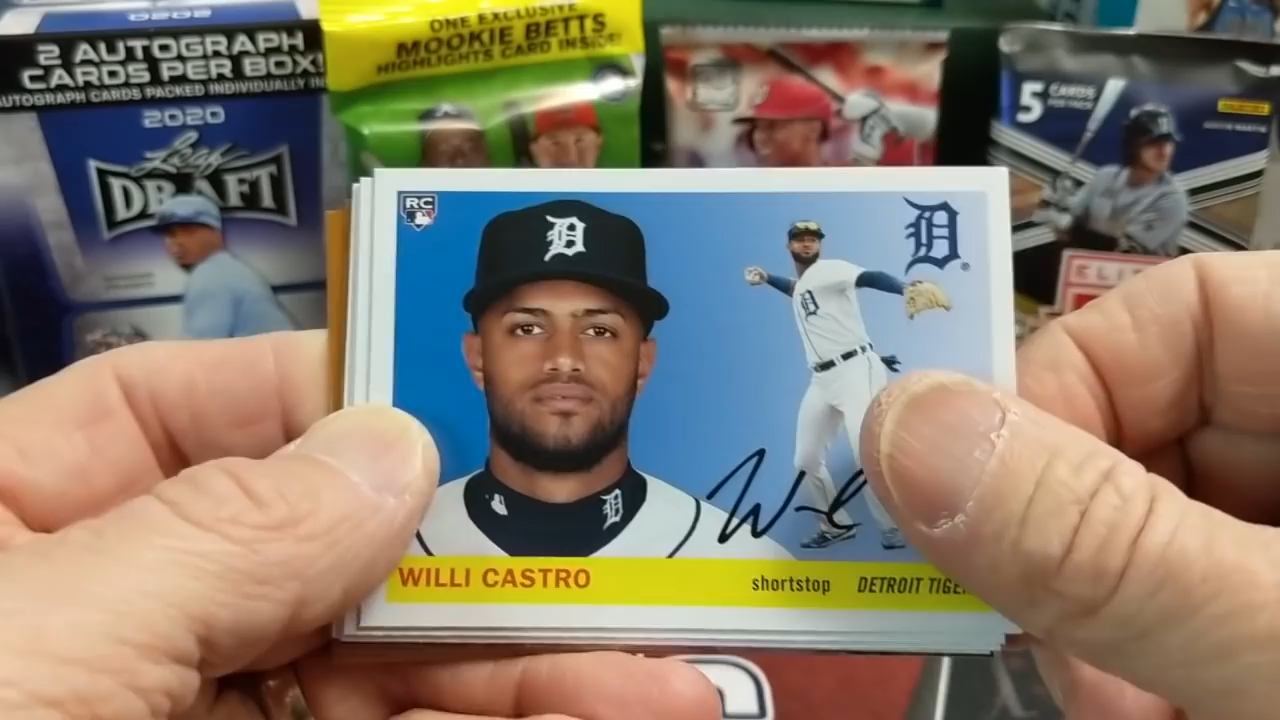 2 AUTOGRAPH
CARDS PER BOX!
AUTOGRAPH CARDS PACKED INDIVIDUALLY IN
2020
Leaf
DRAFT
ONE EXCLUSIVE
MOOKIE BETTS
HIGHLIGHTS CARD INSIDE!
5 CARDS
PER PACK
RC
D
D
D
D
WILLI CASTRO
shortstop
DETROIT TIGE